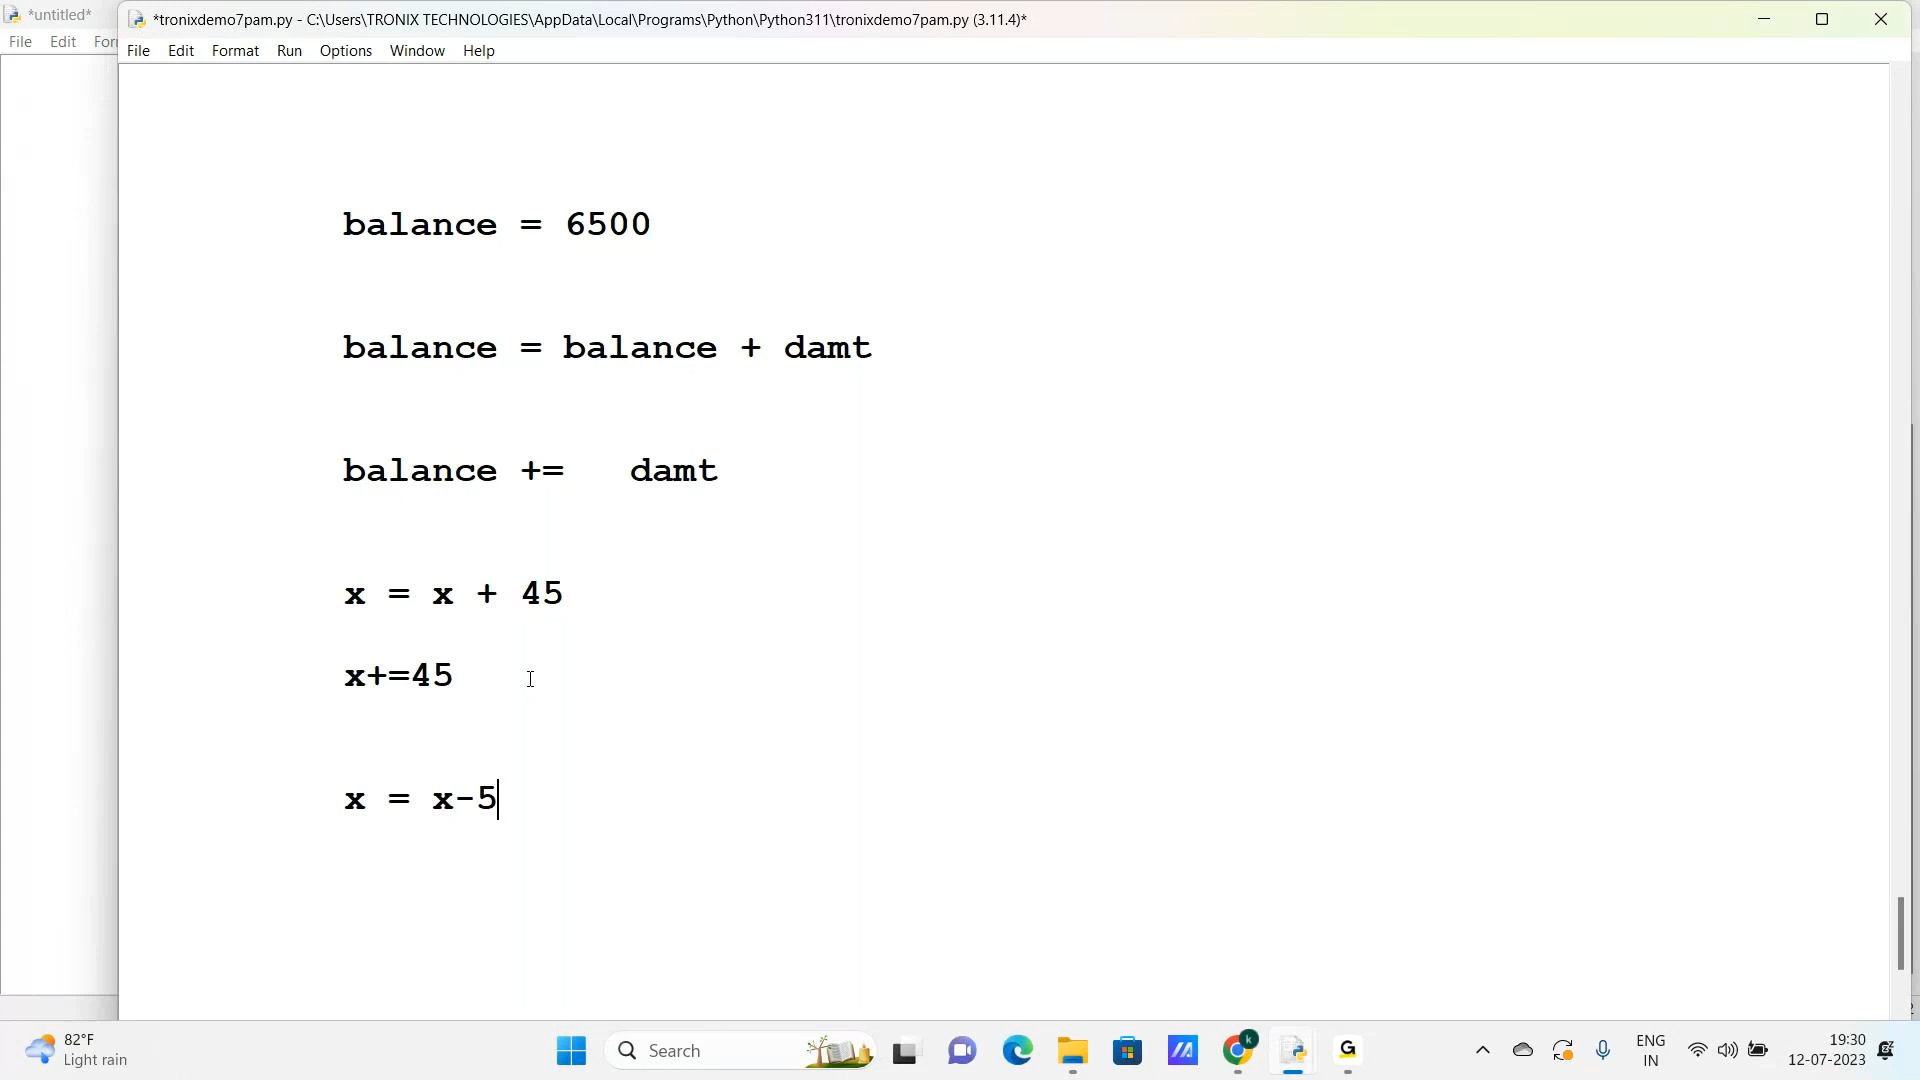 *untitled*
*tronixdemo7pam.py - C:\Users\TRONIX TECHNOLOGIES\AppData\Local\Programs\Python\Python311\tronixdemo7pam.py (3.11.4)*
File Edit
File Edit Format Run Options Window Help
balance = 6500
balance = balance + damt
balance +=   damt
x = x + 45
x+=45
x = x-5
82°F
Light rain
Search
ENG
IN
19:30
12-07-2023